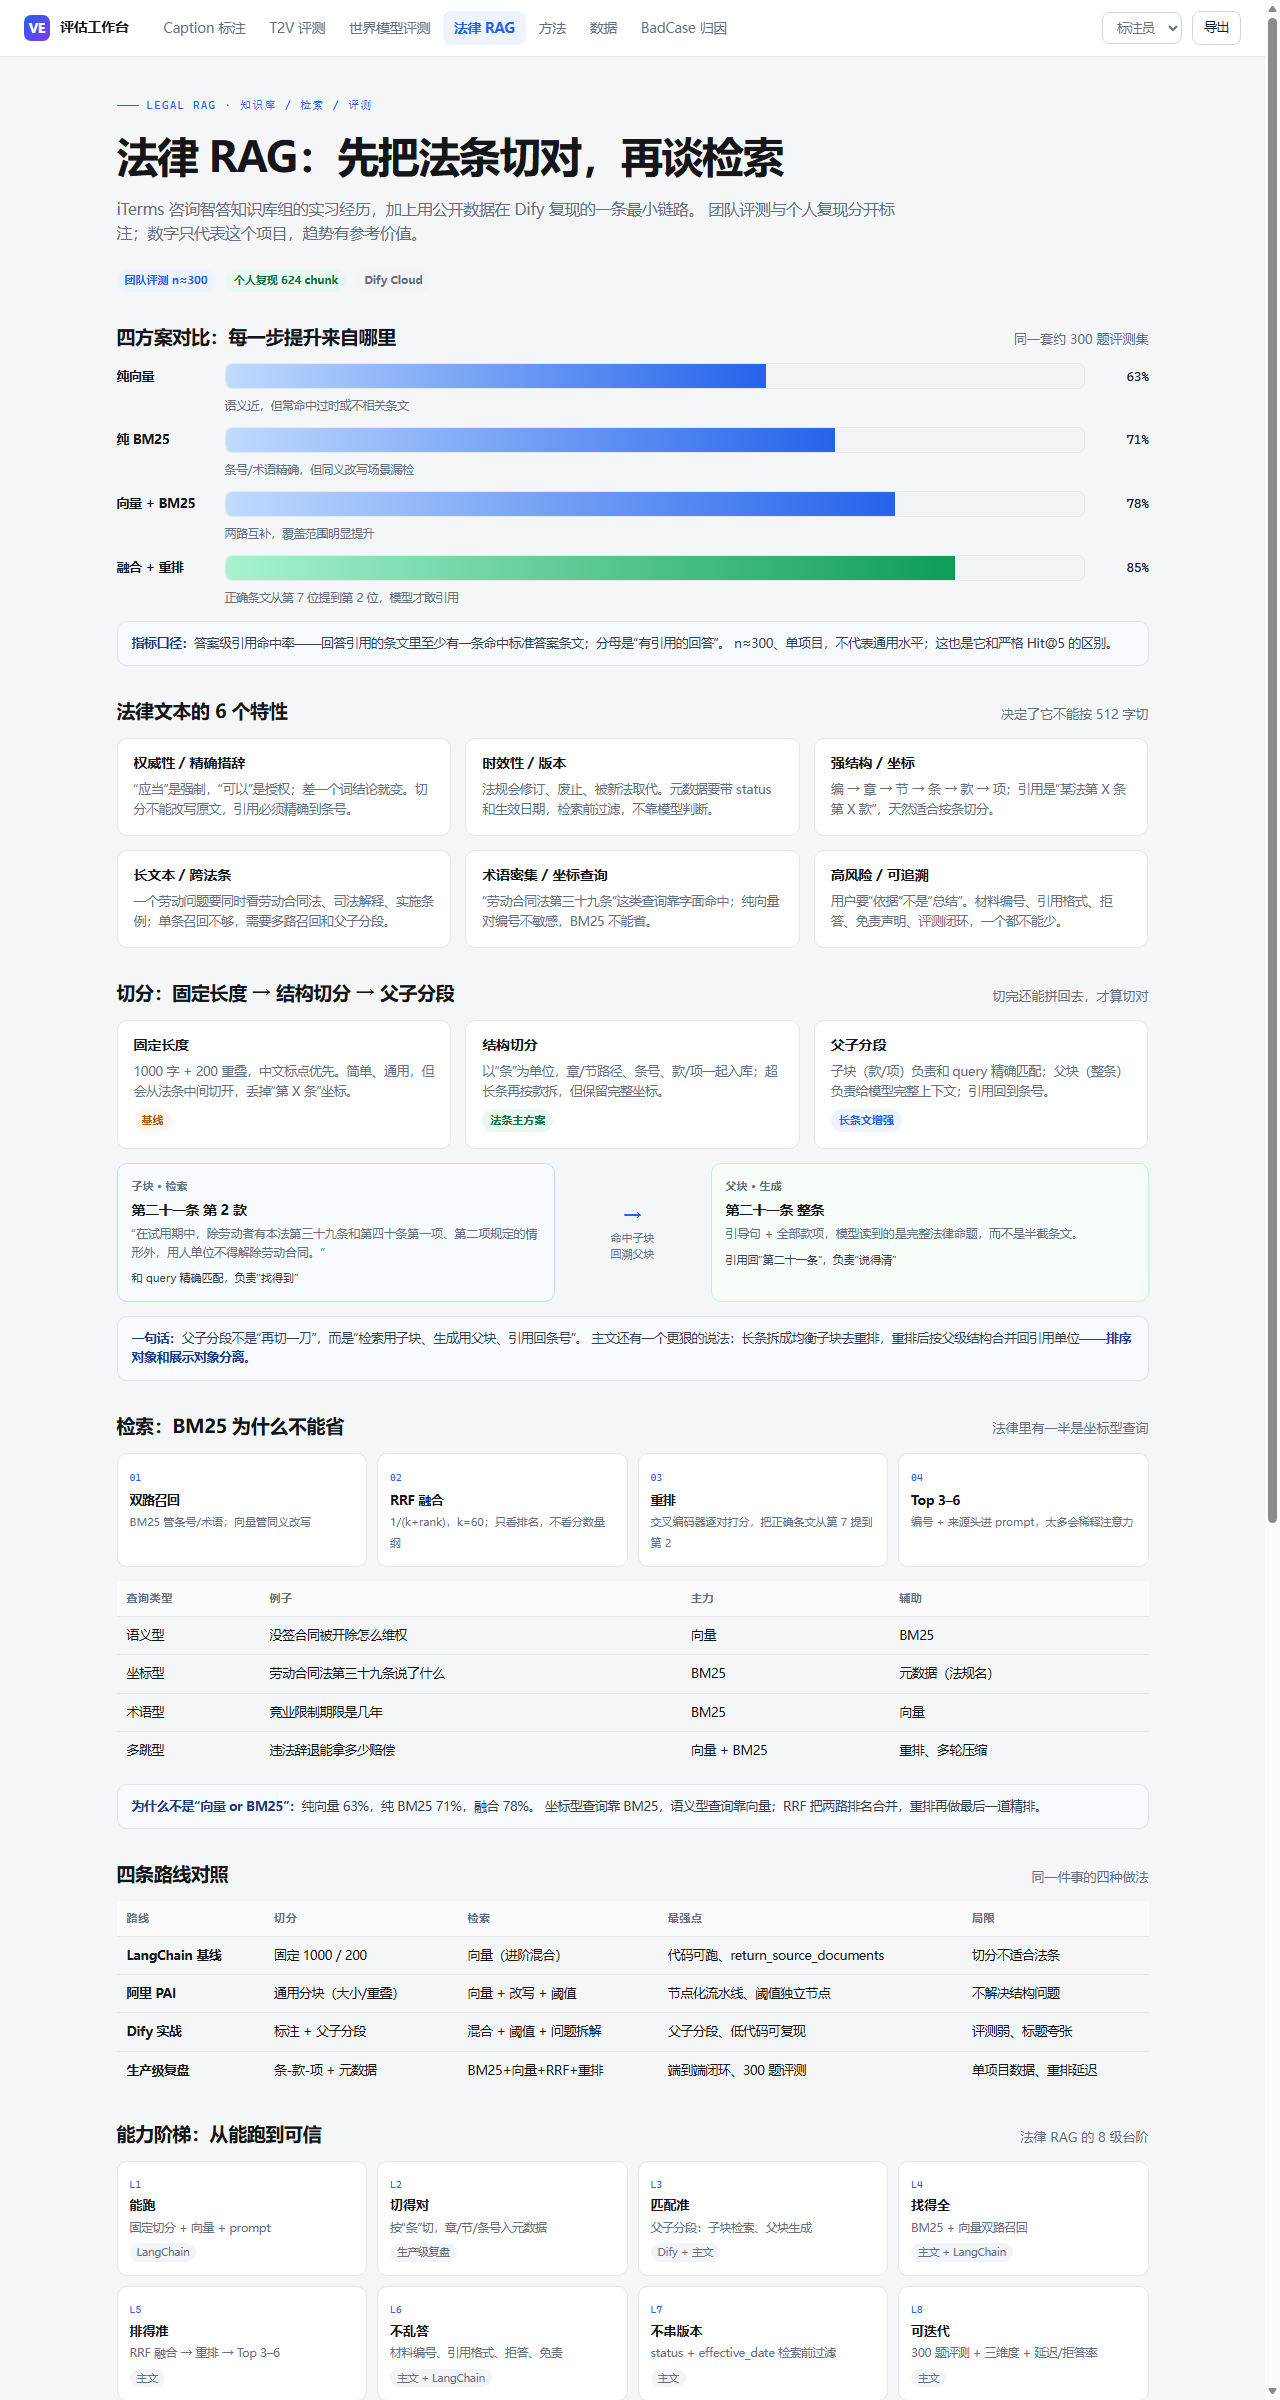 VE 评估工作台 Caption 标注 T2V 评测 世界模型评测 法律 RAG 方法 数据 BadCase 归因 标注员 导出
LEGAL RAG · 知识库 / 检索 / 评测
法律 RAG：先把法条切对，再谈检索
iTerms 咨询智答知识库组的实习经历，加上用公开数据在 Dify 复现的一条最小链路。 团队评测与个人复现分开标
注；数字只代表这个项目，趋势有参考价值。
团队评测 n≈300 个人复现 624 chunk Dify Cloud
四方案对比：每一步提升来自哪里 同一套约 300 题评测集
纯向量 63%
语义近，但常命中过时或不相关条文
纯 BM25 71%
条号/术语精确，但同义改写场景漏检
向量 + BM25 78%
两路互补，覆盖范围明显提升
融合 + 重排 85%
正确条文从第 7 位提到第 2 位，模型才敢引用
指标口径：答案级引用命中率——回答引用的条文里至少有一条命中标准答案条文；分母是“有引用的回答”。 n≈300、单项目，不代表通用水平；这也是它和严格 Hit@5 的区别。
法律文本的 6 个特性 决定了它不能按 512 字切
权威性 / 精确措辞
“应当”是强制，“可以”是授权；差一个词结论就变。切
分不能改写原文，引用必须精确到条号。
时效性 / 版本
法规会修订、废止、被新法取代。元数据要带 status
和生效日期，检索前过滤，不靠模型判断。
强结构 / 坐标
编 → 章 → 节 → 条 → 款 → 项；引用是“某法第 X 条
第 X 款”，天然适合按条切分。
长文本 / 跨法条
一个劳动问题要同时看劳动合同法、司法解释、实施条
例；单条召回不够，需要多路召回和父子分段。
术语密集 / 坐标查询
“劳动合同法第三十九条”这类查询靠字面命中；纯向量
对编号不敏感，BM25 不能省。
高风险 / 可追溯
用户要“依据”不是“总结”。材料编号、引用格式、拒
答、免责声明、评测闭环，一个都不能少。
切分：固定长度 → 结构切分 → 父子分段 切完还能拼回去，才算切对
固定长度
1000 字 + 200 重叠，中文标点优先。简单、通用，但
会从法条中间切开，丢掉“第 X 条”坐标。
基线
结构切分
以“条”为单位，章/节路径、条号、款/项一起入库；超
长条再按款拆，但保留完整坐标。
法条主方案
父子分段
子块（款/项）负责和 query 精确匹配；父块（整条）
负责给模型完整上下文；引用回到条号。
长条文增强
子块 • 检索
第二十一条 第 2 款
“在试用期中，除劳动者有本法第三十九条和第四十条第一项、第二项规定的情
形外，用人单位不得解除劳动合同。”
和 query 精确匹配，负责“找得到”
→
命中子块
回溯父块
父块 • 生成
第二十一条 整条
引导句 + 全部款项，模型读到的是完整法律命题，而不是半截条文。
引用回“第二十一条”，负责“说得清”
一句话：父子分段不是“再切一刀”，而是“检索用子块、生成用父块、引用回条号”。 主文还有一个更狠的说法：长条拆成均衡子块去重排，重排后按父级结构合并回引用单位——排序
对象和展示对象分离。
检索：BM25 为什么不能省 法律里有一半是坐标型查询
01
双路召回
BM25 管条号/术语；向量管同义改写
02
RRF 融合
1/(k+rank)，k=60；只看排名，不看分数量
纲
03
重排
交叉编码器逐对打分，把正确条文从第 7 提到
第 2
04
Top 3–6
编号 + 来源头进 prompt，太多会稀释注意力
查询类型 例子 主力 辅助
语义型 没签合同被开除怎么维权 向量 BM25
坐标型 劳动合同法第三十九条说了什么 BM25 元数据（法规名）
术语型 竞业限制期限是几年 BM25 向量
多跳型 违法辞退能拿多少赔偿 向量 + BM25 重排、多轮压缩
为什么不是“向量 or BM25”：纯向量 63%，纯 BM25 71%，融合 78%。 坐标型查询靠 BM25，语义型查询靠向量；RRF 把两路排名合并，重排再做最后一道精排。
四条路线对照 同一件事的四种做法
路线 切分 检索 最强点 局限
LangChain 基线 固定 1000 / 200 向量（进阶混合） 代码可跑、return_source_documents 切分不适合法条
阿里 PAI 通用分块（大小/重叠） 向量 + 改写 + 阈值 节点化流水线、阈值独立节点 不解决结构问题
Dify 实战 标注 + 父子分段 混合 + 阈值 + 问题拆解 父子分段、低代码可复现 评测弱、标题夸张
生产级复盘 条-款-项 + 元数据 BM25+向量+RRF+重排 端到端闭环、300 题评测 单项目数据、重排延迟
能力阶梯：从能跑到可信 法律 RAG 的 8 级台阶
L1
能跑
固定切分 + 向量 + prompt
LangChain
L2
切得对
按“条”切，章/节/条号入元数据
生产级复盘
L3
匹配准
父子分段：子块检索、父块生成
Dify + 主文
L4
找得全
BM25 + 向量双路召回
主文 + LangChain
L5
排得准
RRF 融合 → 重排 → Top 3–6
主文
L6
不乱答
材料编号、引用格式、拒答、免责
主文 + LangChain
L7
不串版本
status + effective_date 检索前过滤
主文
L8
可迭代
300 题评测 + 三维度 + 延迟/拒答率
主文